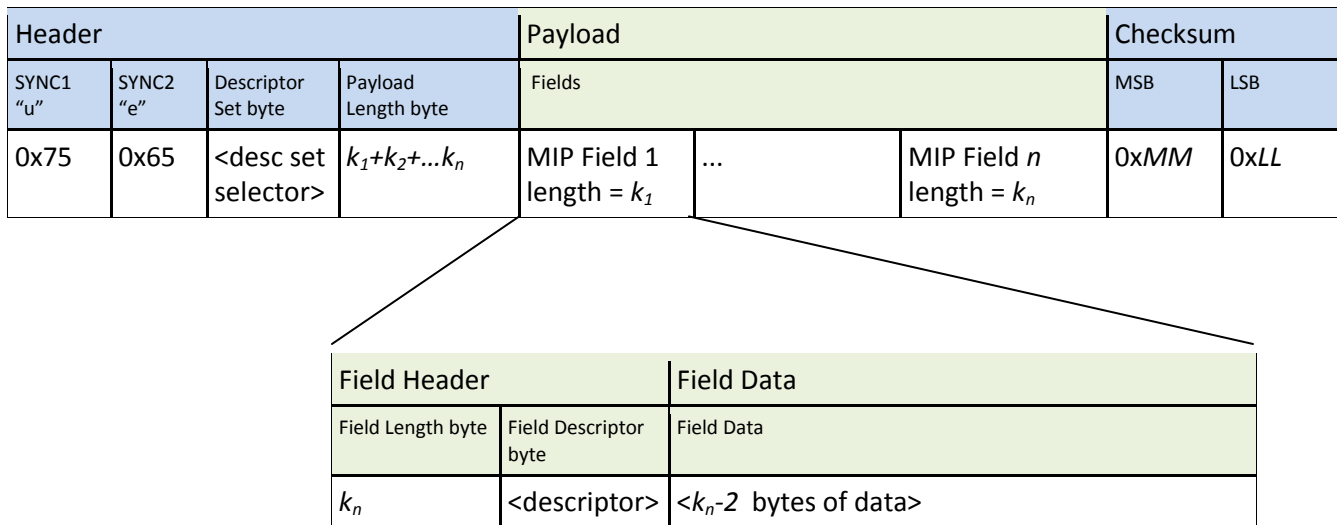 Header Payload Checksum
SYNC1 “u” SYNC2 “e” Descriptor Set byte Payload Length byte Fields MSB LSB
0x75 0x65 <desc set selector> k1+k2+...kn MIP Field 1 length = k1 ... MIP Field n length = kn 0xMM 0xLL
Field Header Field Data
Field Length byte Field Descriptor byte Field Data
kn <descriptor> <kn-2 bytes of data>